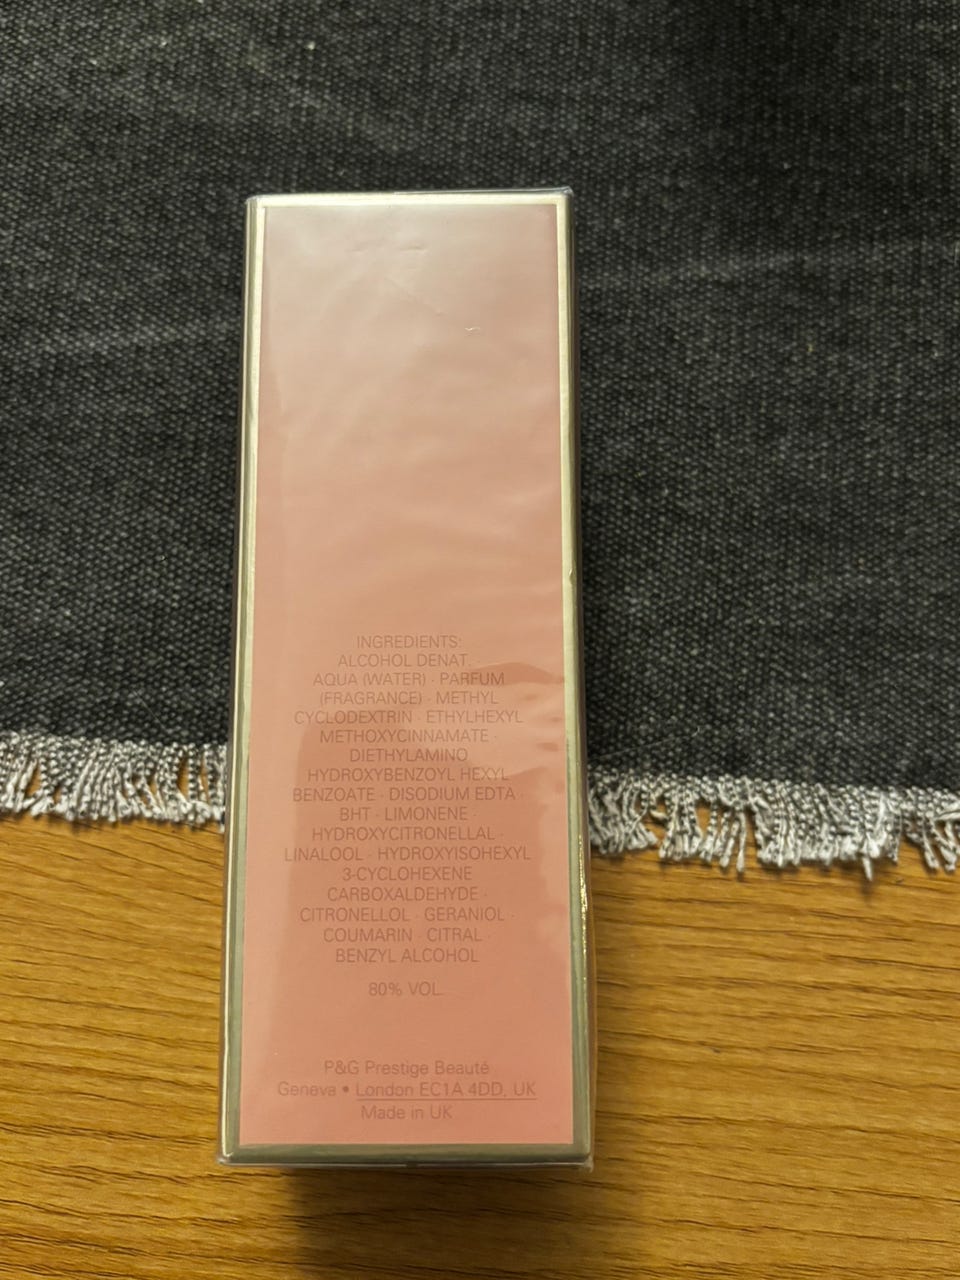 INGREDIENTS:
ALCOHOL DENAT. ·
AQUA (WATER) · PARFUM
(FRAGRANCE) · METHYL
CYCLODEXTRIN · ETHYLHEXYL
METHOXYCINNAMATE ·
DIETHYLAMINO
HYDROXYBENZOYL HEXYL
BENZOATE · DISODIUM EDTA ·
BHT · LIMONENE ·
HYDROXYCITRONELLAL ·
LINALOOL · HYDROXYISOHEXYL
3-CYCLOHEXENE
CARBOXALDEHYDE ·
CITRONELLOL · GERANIOL ·
COUMARIN · CITRAL ·
BENZYL ALCOHOL
80% VOL.
P&G Prestige Beauté
Geneva • London EC1A 4DD, UK
Made in UK